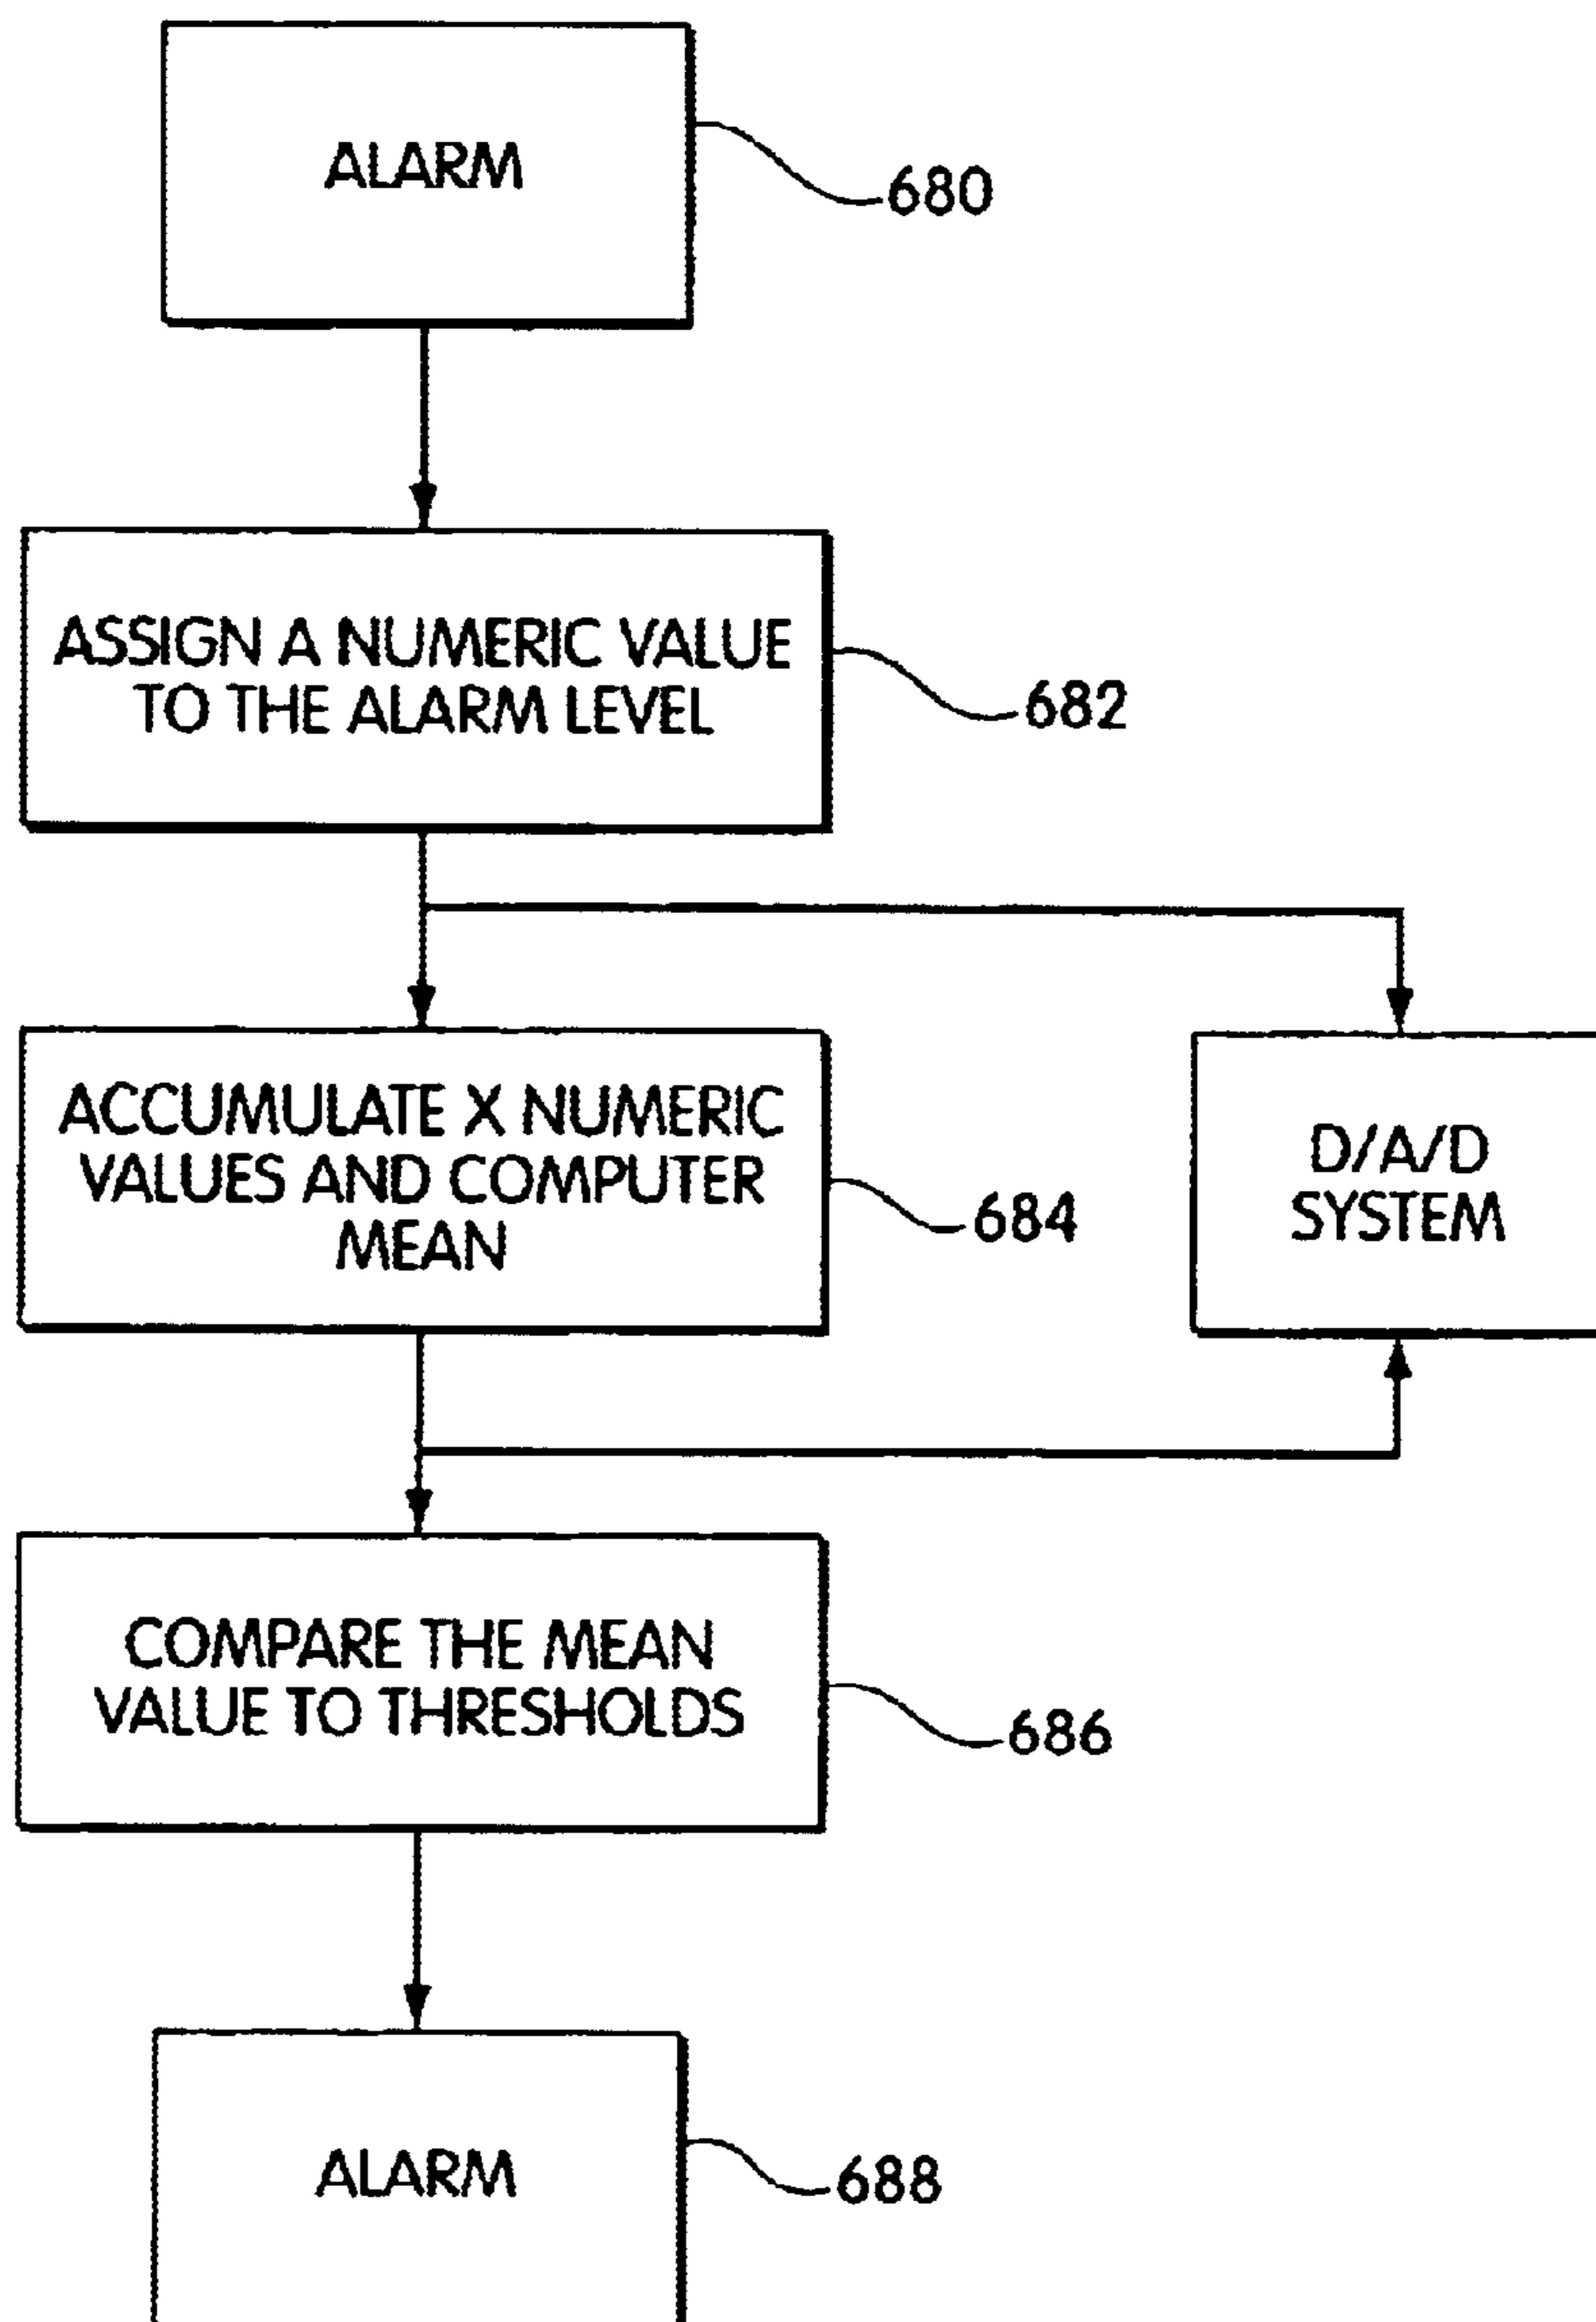 ALARM
680
ASSIGN A NUMERIC VALUE
TO THE ALARM LEVEL
682
ACCUMULATE X NUMERIC
VALUES AND COMPUTER
MEAN
684
D/A/D
SYSTEM
COMPARE THE MEAN
VALUE TO THRESHOLDS
686
ALARM
688